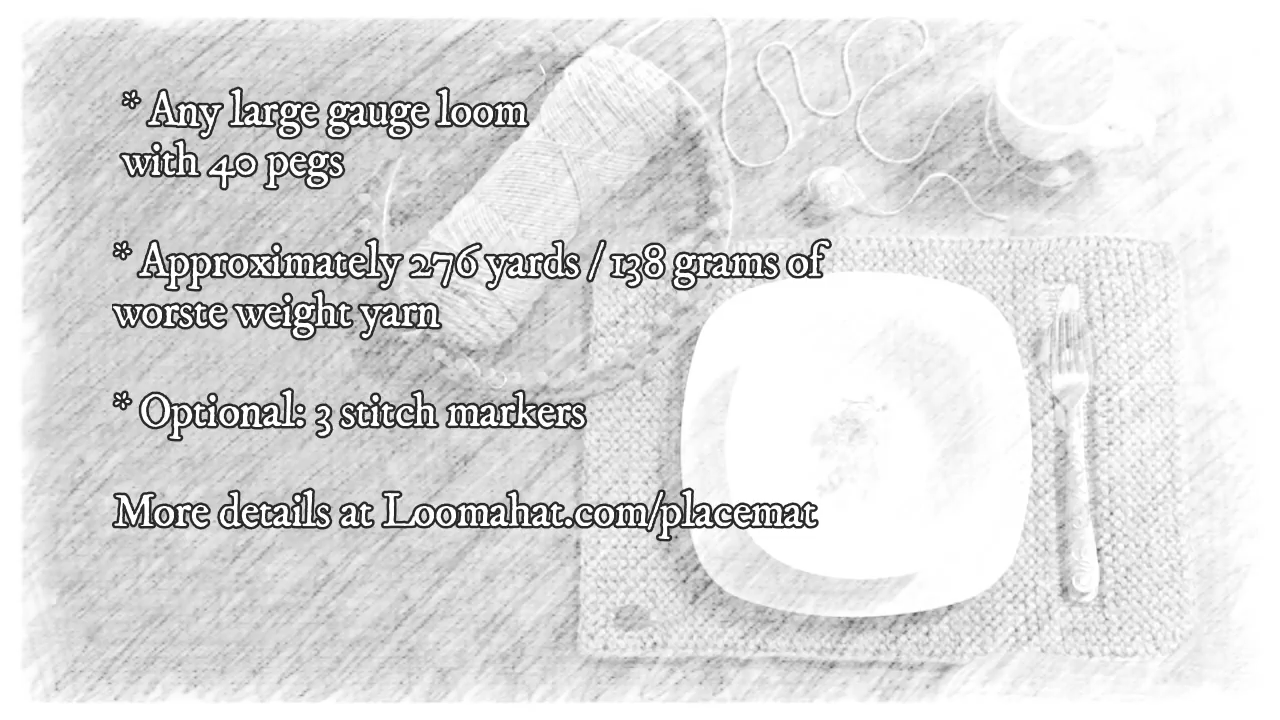 * Any large gauge loom
with 40 pegs
* Approximately 276 yards / 138 grams of
worste weight yarn
* Optional: 3 stitch markers
More details at Loomahat.com/placemat